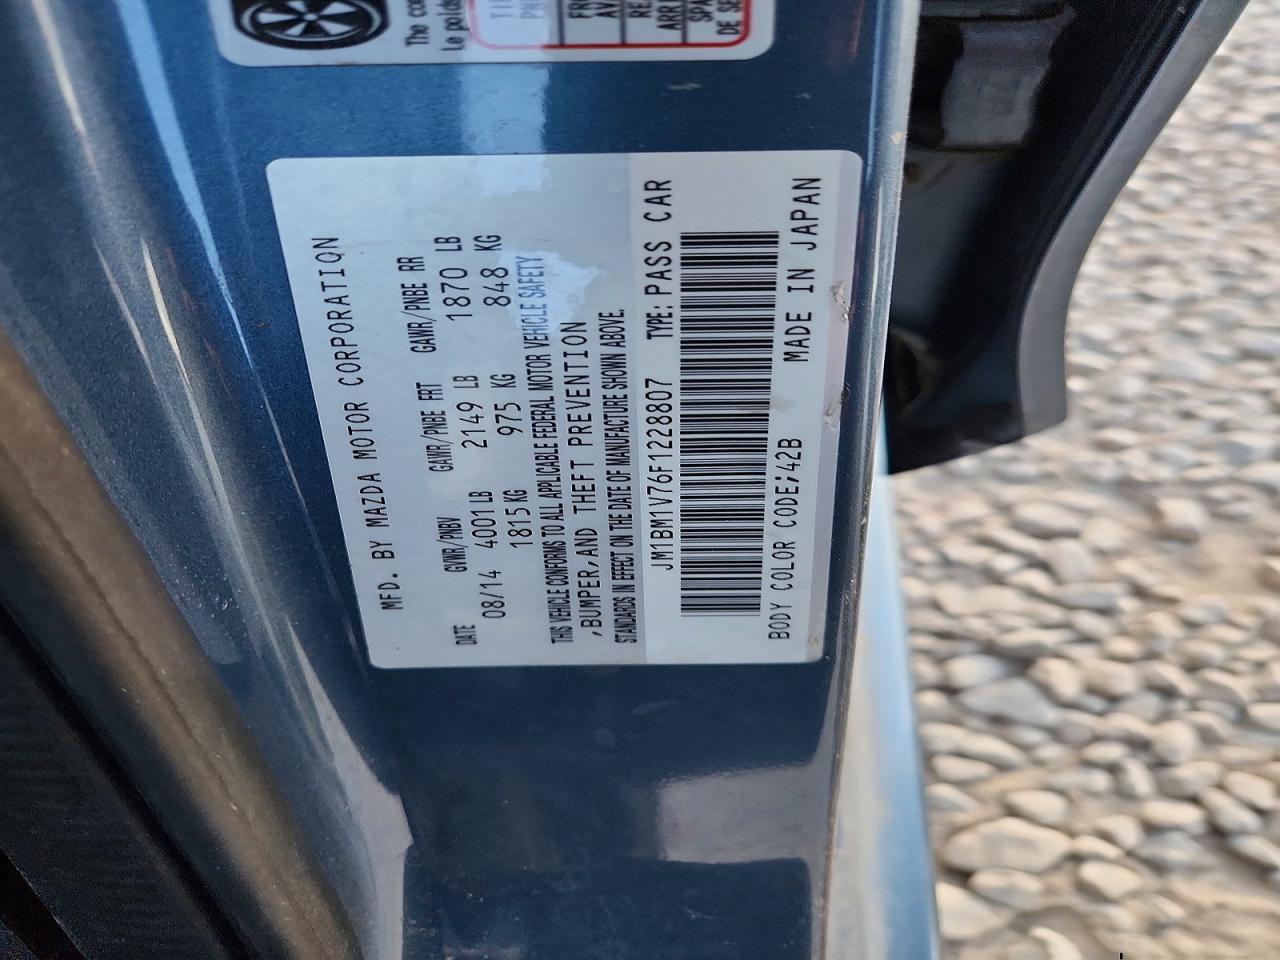 The
Le
MFD. BY MAZDA MOTOR CORPORATION
DATE GVWR/PNBV GAWR/PNBE FRT GAWR/PNBE RR
08/14 4001 LB 2149 LB 1870 LB
1815 KG 975 KG 848 KG
THIS VEHICLE CONFORMS TO ALL APPLICABLE FEDERAL MOTOR VEHICLE SAFETY
,BUMPER,AND THEFT PREVENTION
STANDARDS IN EFFECT ON THE DATE OF MANUFACTURE SHOWN ABOVE.
JM1BM1V76F1228807 TYPE: PASS CAR
BODY COLOR CODE;42B MADE IN JAPAN